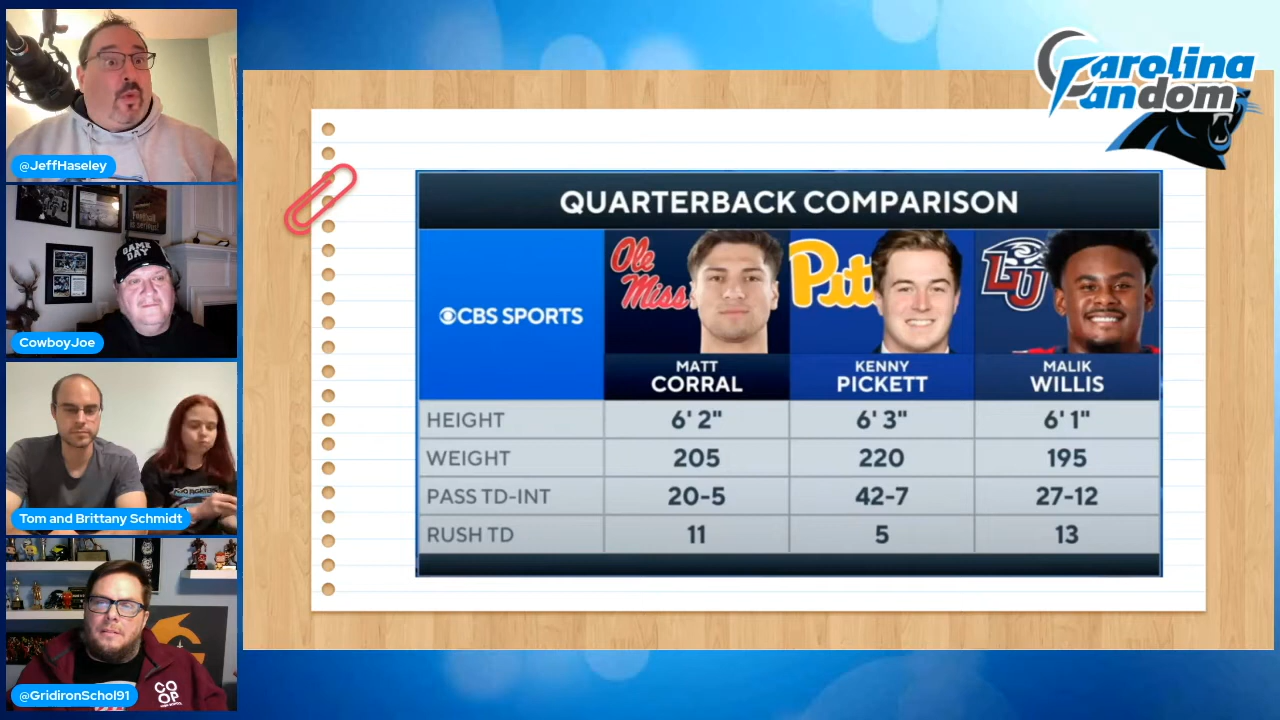 @JeffHaseley
GAME
DAY
CowboyJoe
Tom and Brittany Schmidt
CO
OP
@GridironSchol91
Carolina
Fandom
QUARTERBACK COMPARISON
CBS SPORTS
Ole
Miss
Pitt
LU
MATT
CORRAL
KENNY
PICKETT
MALIK
WILLIS
HEIGHT 6' 2" 6' 3" 6' 1"
WEIGHT 205 220 195
PASS TD-INT 20-5 42-7 27-12
RUSH TD 11 5 13